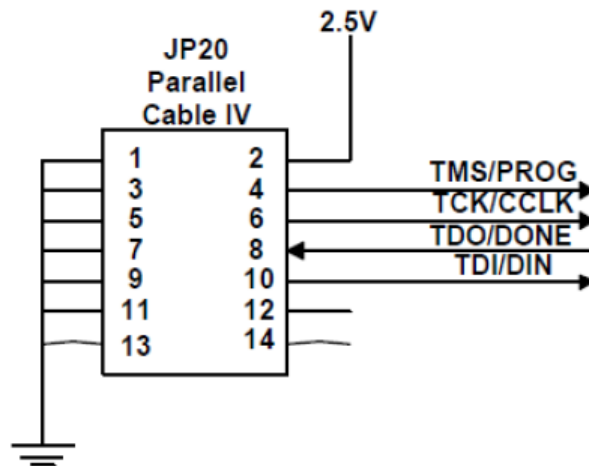 2.5V
JP20
Parallel
Cable IV
1 2
3 4 TMS/PROG
5 6 TCK/CCLK
7 8 TDO/DONE
9 10 TDI/DIN
11 12
13 14